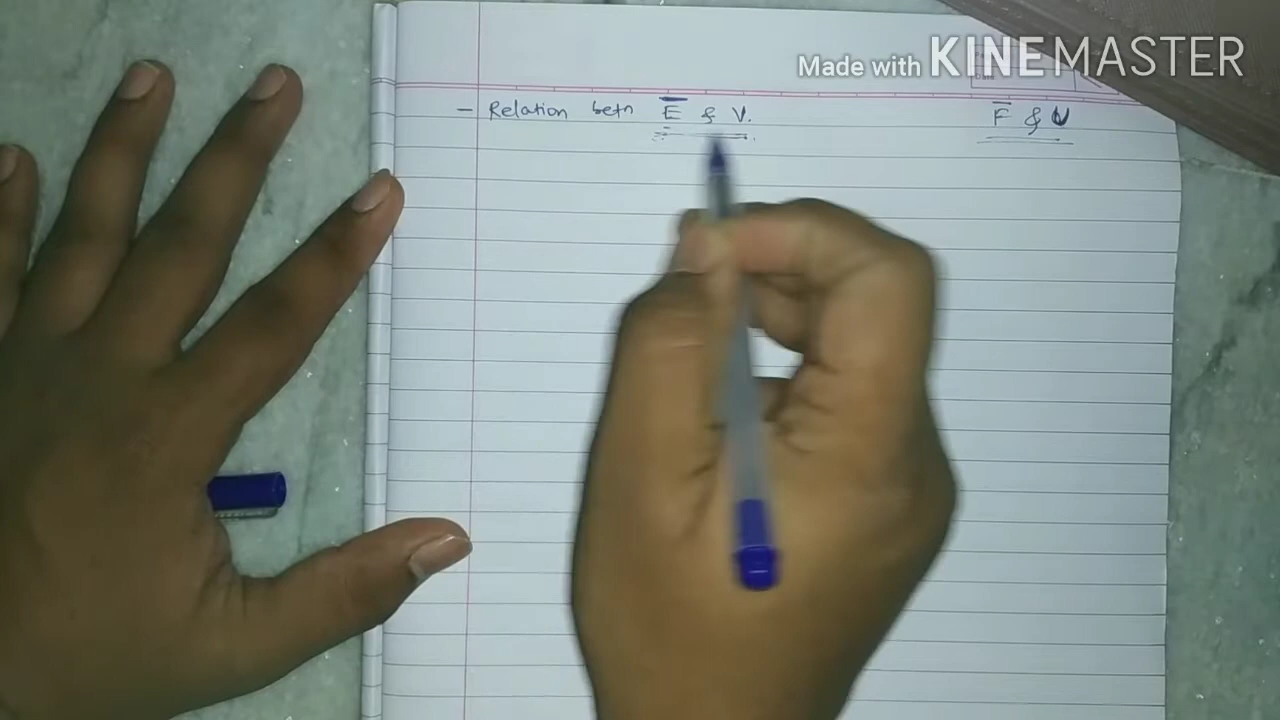 Made with KINEMASTER
- Relation betn E̅ & V.
F̅ & U